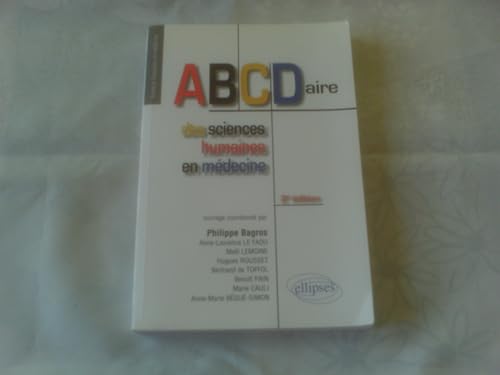 ABCDaire
des sciences
humaines
en médecine
2e édition
ouvrage coordonné par
Philippe Bagros
Anne-Laurence LE FAOU
Maël LEMOINE
Hugues ROUSSET
Bertrand de TOFFOL
Benoît PAIN
Marie CAULI
Anne-Marie BEGUE-SIMON
ellipses